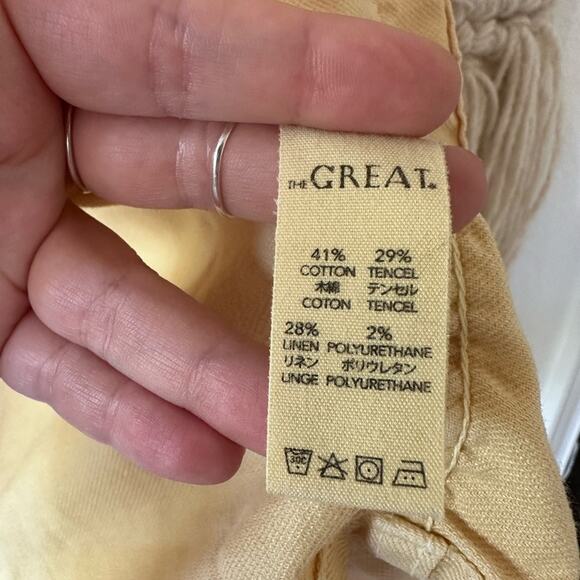 THE GREAT.
41% 29%
COTTON TENCEL
木綿 テンセル
COTON TENCEL
28% 2%
LINEN POLYURETHANE
リネン ポリウレタン
LINGE POLYURETHANE
30C